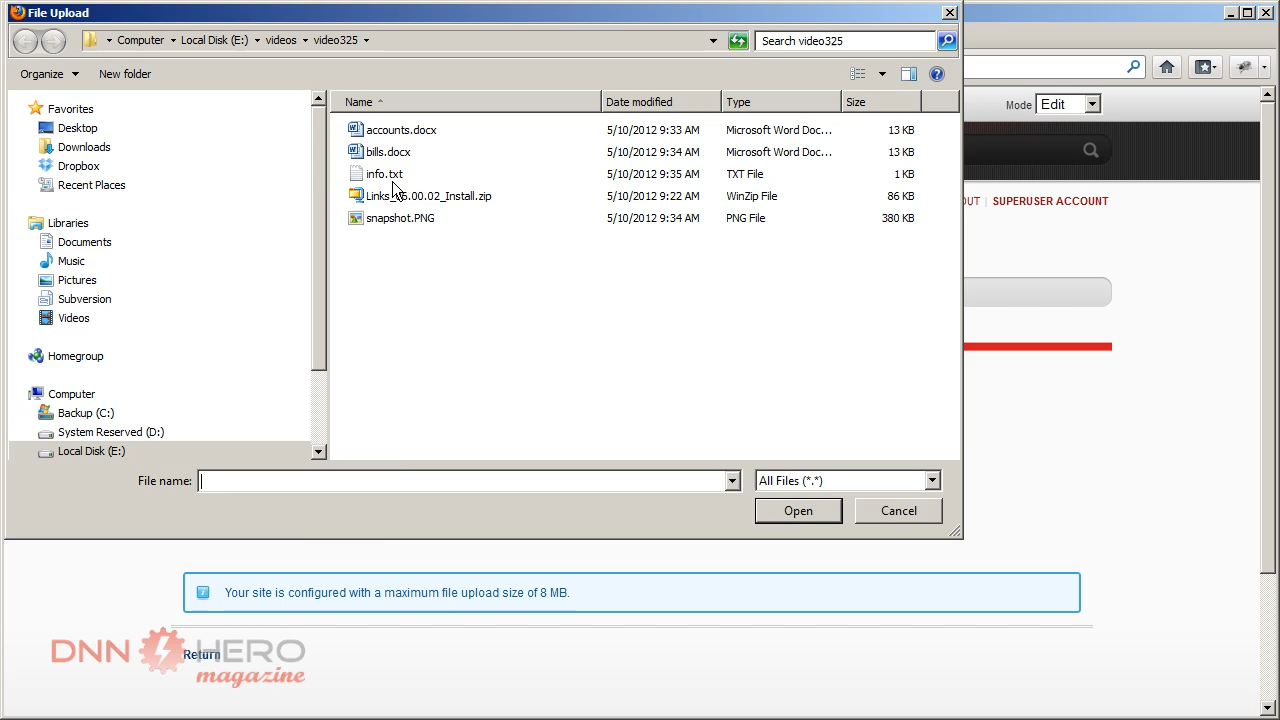 File Upload
Computer Local Disk (E:) videos video325
Search video325
Organize New folder
Mode Edit
Name Date modified Type Size
Favorites
Desktop
Downloads
Dropbox
Recent Places
Libraries
Documents
Music
Pictures
Subversion
Videos
Homegroup
Computer
Backup (C:)
System Reserved (D:)
Local Disk (E:)
accounts.docx 5/10/2012 9:33 AM Microsoft Word Doc... 13 KB
bills.docx 5/10/2012 9:34 AM Microsoft Word Doc... 13 KB
info.txt 5/10/2012 9:35 AM TXT File 1 KB
5/10/2012 9:22 AM WinZip File 86 KB
snapshot.PNG 5/10/2012 9:34 AM PNG File 380 KB
OUT | SUPERUSER ACCOUNT
File name: All Files (*.*)
Open Cancel
Your site is configured with a maximum file upload size of 8 MB.
Return
DNN HERO
magazine